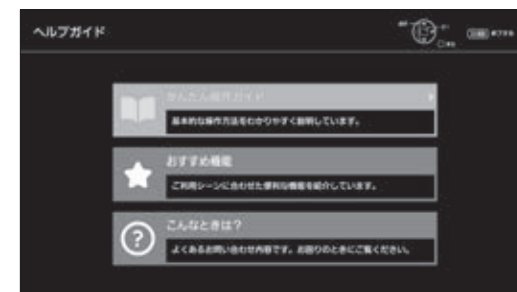 ヘルプガイド
かんたん操作ガイド
基本的な操作方法をわかりやすく説明しています。
おすすめ機能
ご利用シーンに合わせた便利な機能を紹介しています。
こんなときは?
よくあるお問い合わせ内容です。お困りのときにご覧ください。